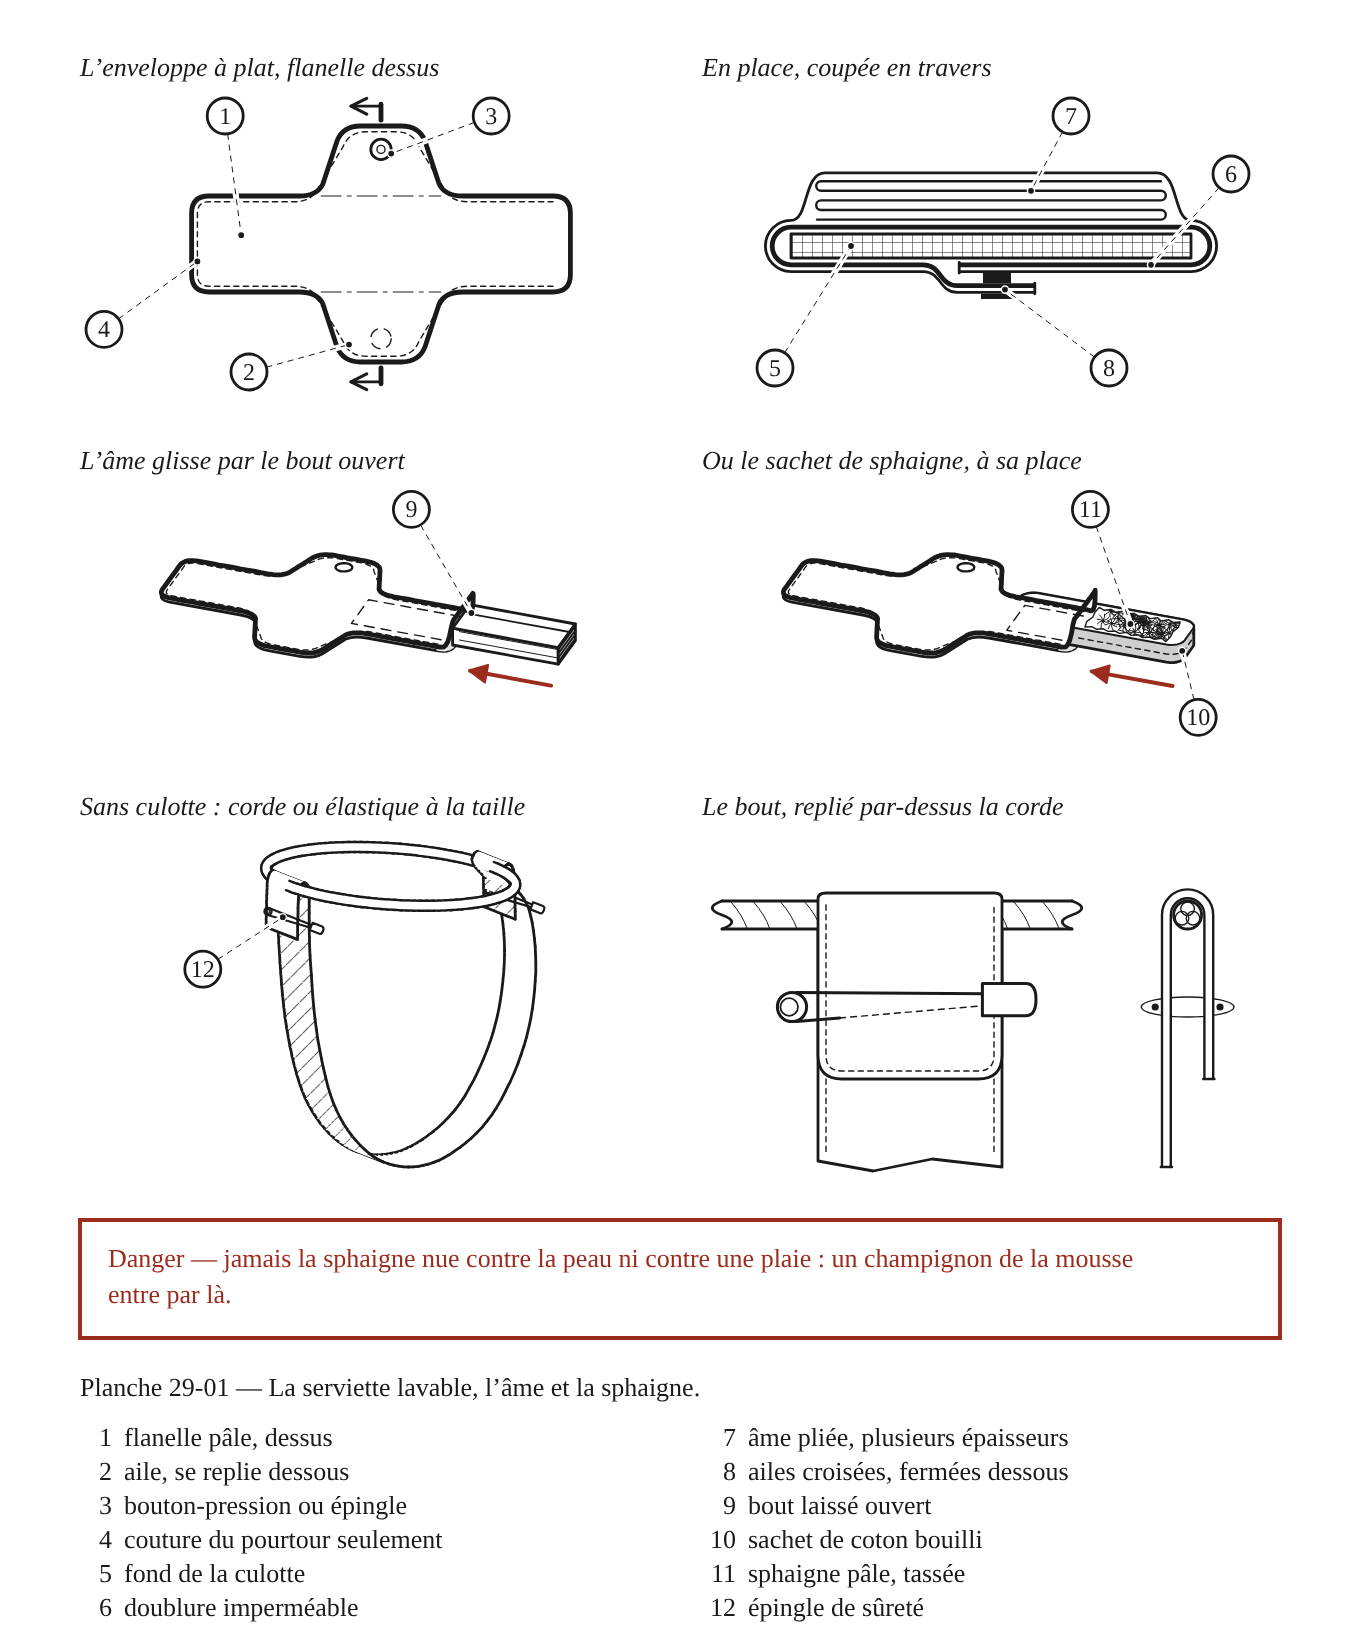 L’enveloppe à plat, flanelle dessus
En place, coupée en travers
1
3
4
2
7
6
5
8
L’âme glisse par le bout ouvert
Ou le sachet de sphaigne, à sa place
9
11
10
Sans culotte : corde ou élastique à la taille
Le bout, replié par-dessus la corde
12
Danger — jamais la sphaigne nue contre la peau ni contre une plaie : un champignon de la mousse
entre par là.
Planche 29-01 — La serviette lavable, l’âme et la sphaigne.
1 flanelle pâle, dessus
2 aile, se replie dessous
3 bouton-pression ou épingle
4 couture du pourtour seulement
5 fond de la culotte
6 doublure imperméable
7 âme pliée, plusieurs épaisseurs
8 ailes croisées, fermées dessous
9 bout laissé ouvert
10 sachet de coton bouilli
11 sphaigne pâle, tassée
12 épingle de sûreté